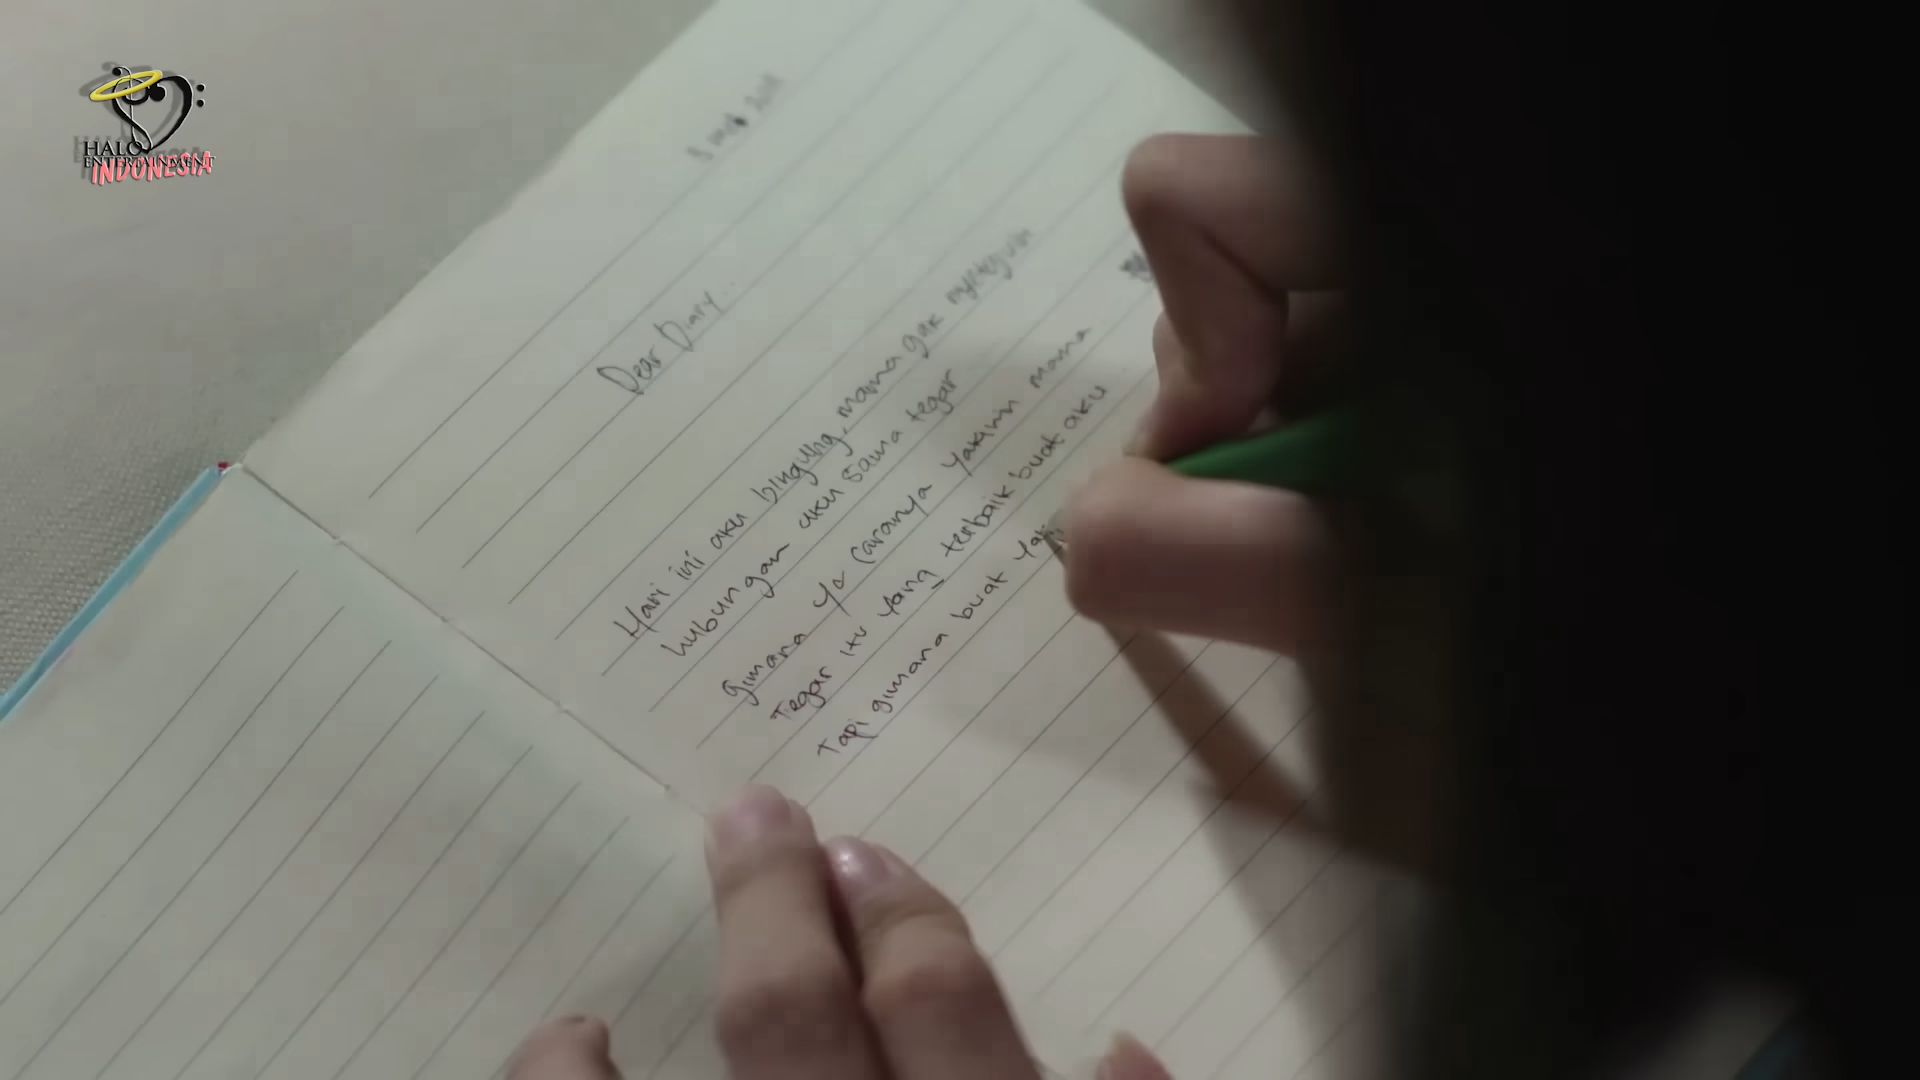 HALO
ENTERTAINMENT
INDONESIA
Dear Diary..
Hari ini aku bingung, mama gak
hubungan aku sama tegar
gimana ya caranya yakinin mama
Tegar itu yang terbaik buat aku
Tapi gimana buat